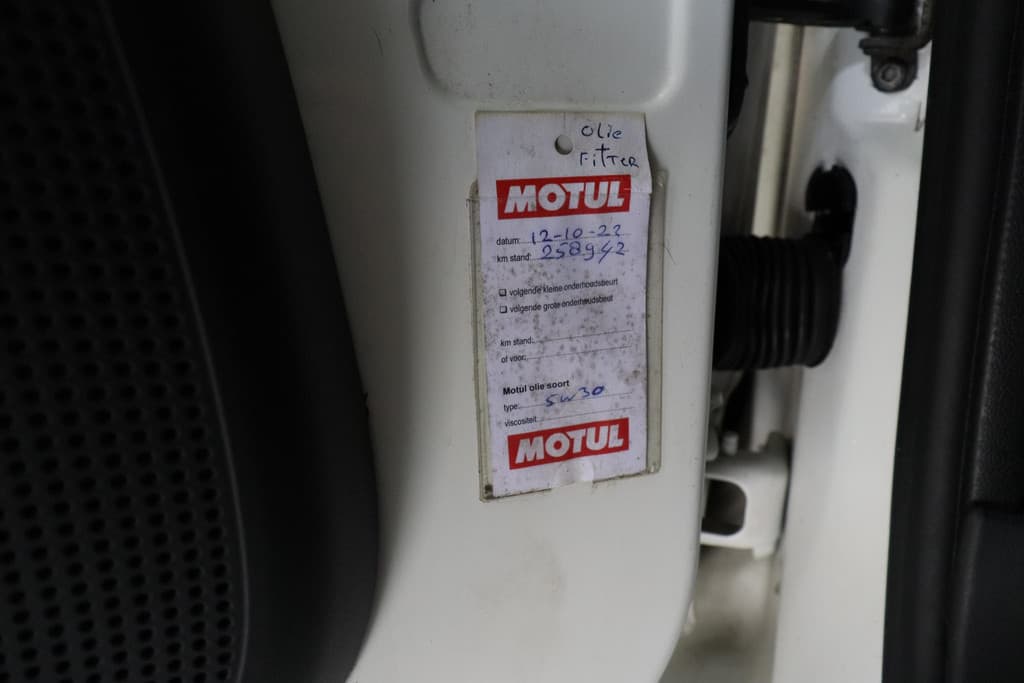 olie
+
FilTER
MOTUL
datum: 12-10-22
km stand: 258942
volgende kleine onderhoudsbeurt
volgende grote onderhoudsbeut
km stand:
of voor:
Motul olie soort
type: 5W30
viscositeit:
MOTUL